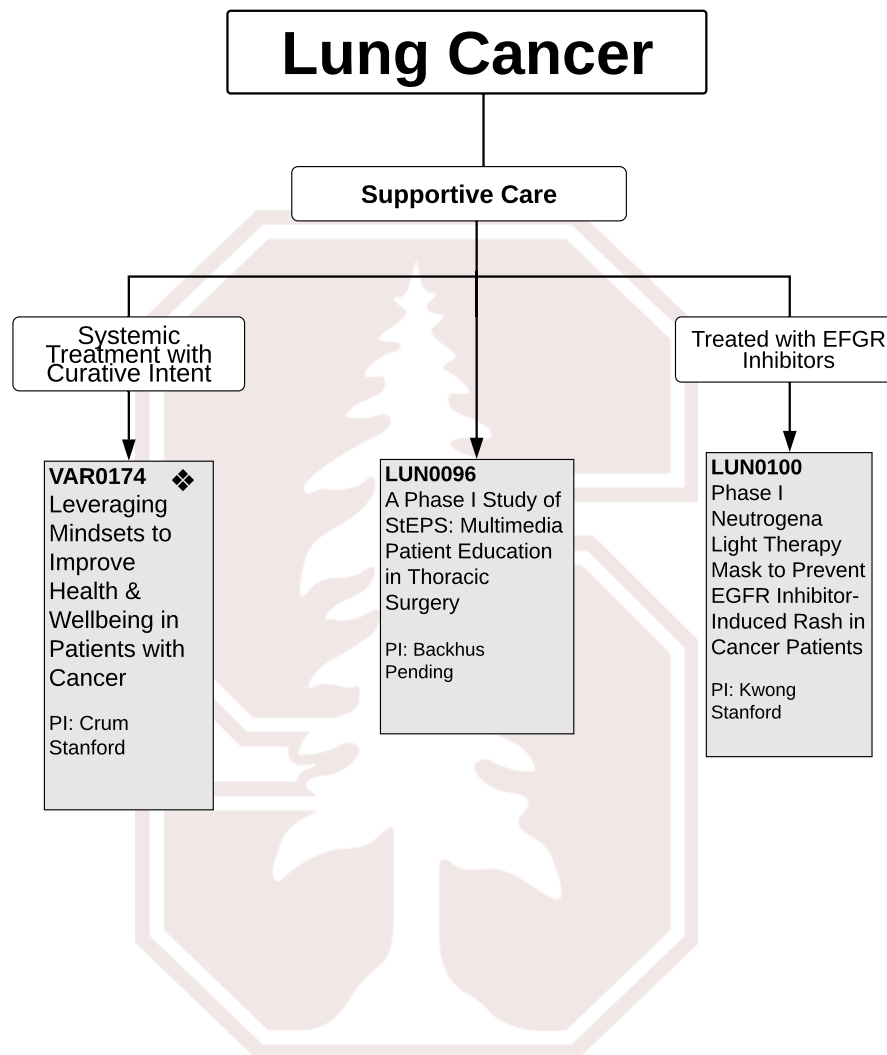 Lung Cancer
Supportive Care
Systemic
Treatment with
Curative Intent
Treated with EFGR
Inhibitors
VAR0174 ❖
Leveraging
Mindsets to
Improve
Health &
Wellbeing in
Patients with
Cancer
PI: Crum
Stanford
LUN0096
A Phase I Study of
StEPS: Multimedia
Patient Education
in Thoracic
Surgery
PI: Backhus
Pending
LUN0100
Phase I
Neutrogena
Light Therapy
Mask to Prevent
EGFR Inhibitor-
Induced Rash in
Cancer Patients
PI: Kwong
Stanford